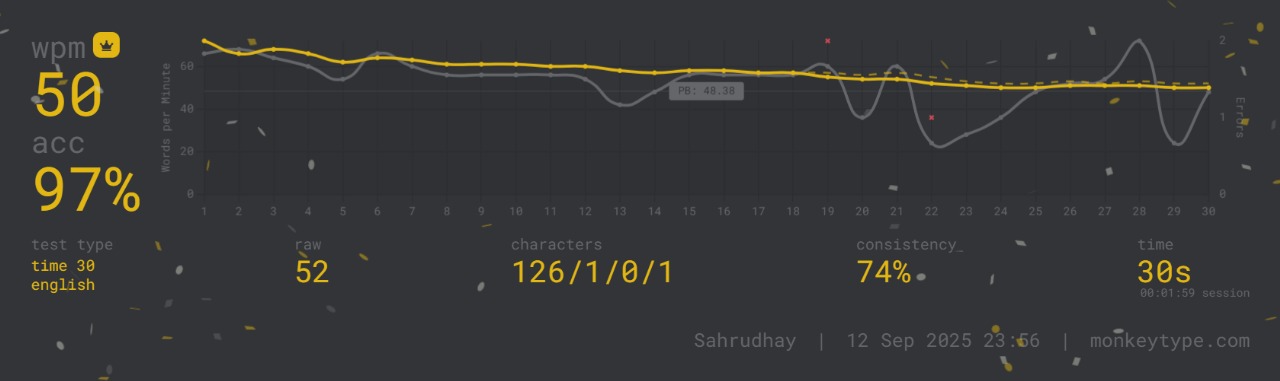 wpm
50
acc
97%
Words per Minute
60
40
20
0
PB: 48.38
2
1
0
Errors
1 2 3 4 5 6 7 8 9 10 11 12 13 14 15 16 17 18 19 20 21 22 23 24 25 26 27 28 29 30
test type
time 30
english
raw
52
characters
126/1/0/1
consistency_
74%
time
30s
00:01:59 session
Sahrudhay | 12 Sep 2025 23:56 | monkeytype.com